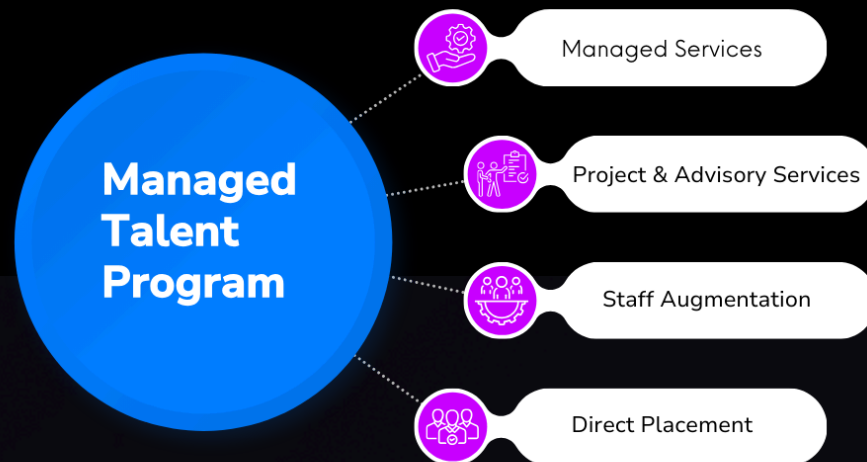 Managed
Talent
Program
Managed Services
Project & Advisory Services
Staff Augmentation
Direct Placement